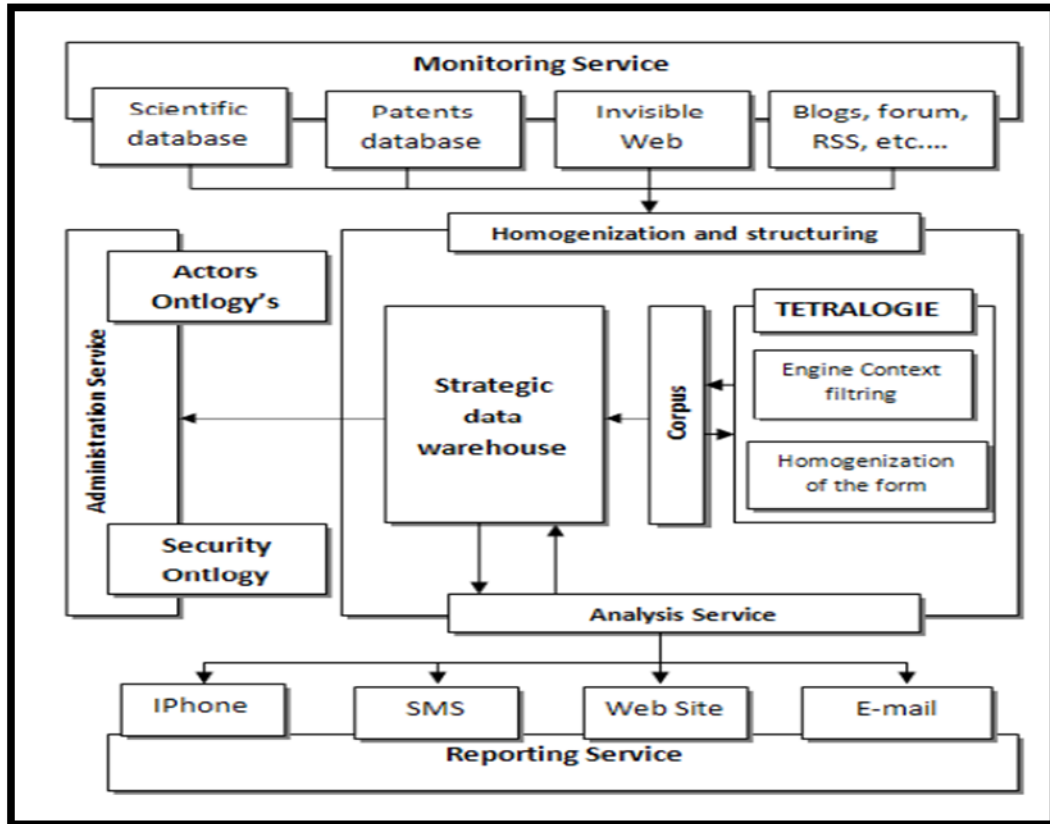 Monitoring Service
Scientific
database
Patents
database
Invisible
Web
Blogs, forum,
RSS, etc....
Homogenization and structuring
Administration Service
Actors
Ontlogy's
Security
Ontlogy
Strategic
data
warehouse
Corpus
TETRALOGIE
Engine Context
filtring
Homogenization
of the form
Analysis Service
IPhone
SMS
Web Site
E-mail
Reporting Service